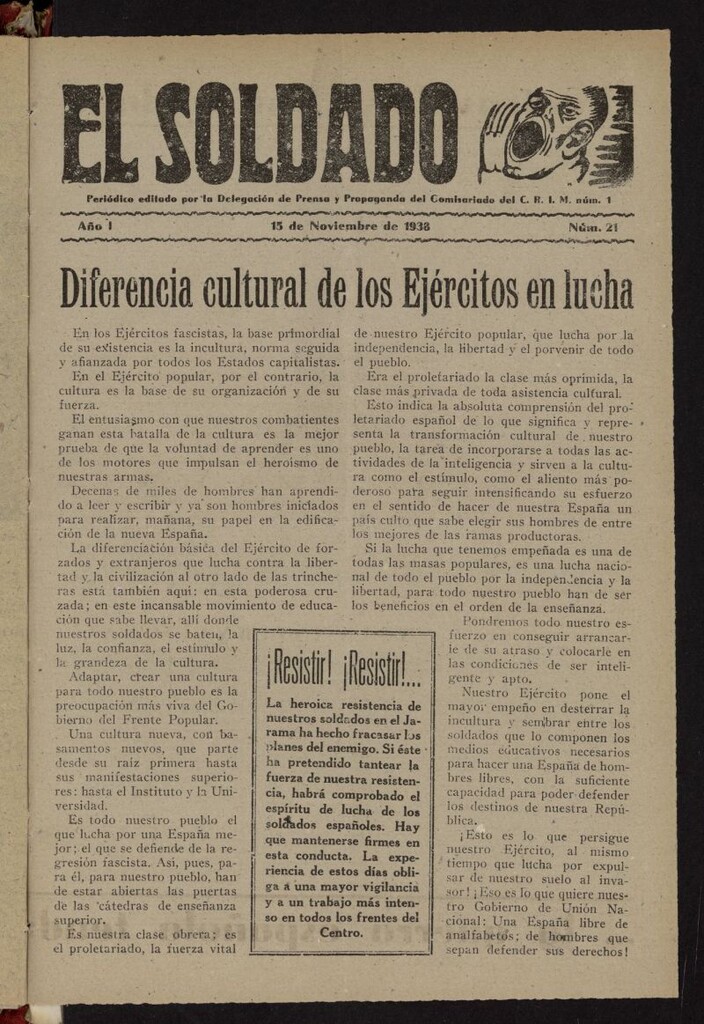 EL SOLDADO
Periódico editado por la Delegación de Prensa y Propaganda del Comisariado del C. R. I. M. núm. 1
Año I 15 de Noviembre de 1938 Núm. 21
Diferencia cultural de los Ejércitos en lucha
En los Ejércitos fascistas, la base primordial
de su existencia es la incultura, norma seguida
y afianzada por todos los Estados capitalistas.
En el Ejército popular, por el contrario, la
cultura es la base de su organización y de su
fuerza.
El entusiasmo con que nuestros combatientes
ganan esta batalla de la cultura es la mejor
prueba de que la voluntad de aprender es uno
de los motores que impulsan el heroísmo de
nuestras armas.
Decenas de miles de hombres han aprendi-
do a leer y escribir y ya son hombres iniciados
para realizar, mañana, su papel en la edifica-
ción de la nueva España.
La diferenciación básica del Ejército de for-
zados y extranjeros que lucha contra la liber-
tad y la civilización al otro lado de las trinche-
ras está también aquí: en esta poderosa cru-
zada; en este incansable movimiento de educa-
ción que sabe llevar, allí donde
nuestros soldados se baten, la
luz, la confianza, el estímulo y
la grandeza de la cultura.
Adaptar, crear una cultura
para todo nuestro pueblo es la
preocupación más viva del Go-
bierno del Frente Popular.
Una cultura nueva, con ba-
samentos nuevos, que parte
desde su raíz primera hasta
sus manifestaciones superio-
res: hasta el Instituto y la Uni-
versidad.
Es todo nuestro pueblo el
que lucha por una España me-
jor; el que se defiende de la re-
gresión fascista. Así, pues, pa-
ra él, para nuestro pueblo, han
de estar abiertas las puertas
de las cátedras de enseñanza
superior.
Es nuestra clase obrera; es
el proletariado, la fuerza vital
de nuestro Ejército popular, que lucha por la
independencia, la libertad y el porvenir de todo
el pueblo.
Era el proletariado la clase más oprimida, la
clase más privada de toda asistencia cultural.
Esto indica la absoluta comprensión del pro-
letariado español de lo que significa y repre-
senta la transformación cultural de nuestro
pueblo, la tarea de incorporarse a todas las ac-
tividades de la inteligencia y sirven a la cultu-
ra como el estímulo, como el aliento más po-
deroso para seguir intensificando su esfuerzo
en el sentido de hacer de nuestra España un
país culto que sabe elegir sus hombres de entre
los mejores de las ramas productoras.
Si la lucha que tenemos empeñada es una de
todas las masas populares, es una lucha nacio-
nal de todo el pueblo por la independencia y la
libertad, para todo nuestro pueblo han de ser
los beneficios en el orden de la enseñanza.
Pondremos todo nuestro es-
fuerzo en conseguir arrancar-
le de su atraso y colocarle en
las condiciones de ser inteli-
gente y apto.
Nuestro Ejército pone el
mayor empeño en desterrar la
incultura y sembrar entre los
soldados que lo componen los
medios educativos necesarios
para hacer una España de hom-
bres libres, con la suficiente
capacidad para poder defender
los destinos de nuestra Repú-
blica.
¡Esto es lo que persigue
nuestro Ejército, al mismo
tiempo que lucha por expul-
sar de nuestro suelo al inva-
sor! ¡Eso es lo que quiere nues-
tro Gobierno de Unión Na-
cional: Una España libre de
analfabetos; de hombres que
sepan defender sus derechos!
¡Resistir! ¡Resistir!...
La heroica resistencia de
nuestros soldados en el Ja-
rama ha hecho fracasar los
planes del enemigo. Si éste
ha pretendido tantear la
fuerza de nuestra resisten-
cia, habrá comprobado el
espíritu de lucha de los
soldados españoles. Hay
que mantenerse firmes en
esta conducta. La expe-
riencia de estos días obli-
ga a una mayor vigilancia
y a un trabajo más inten-
so en todos los frentes del
Centro.